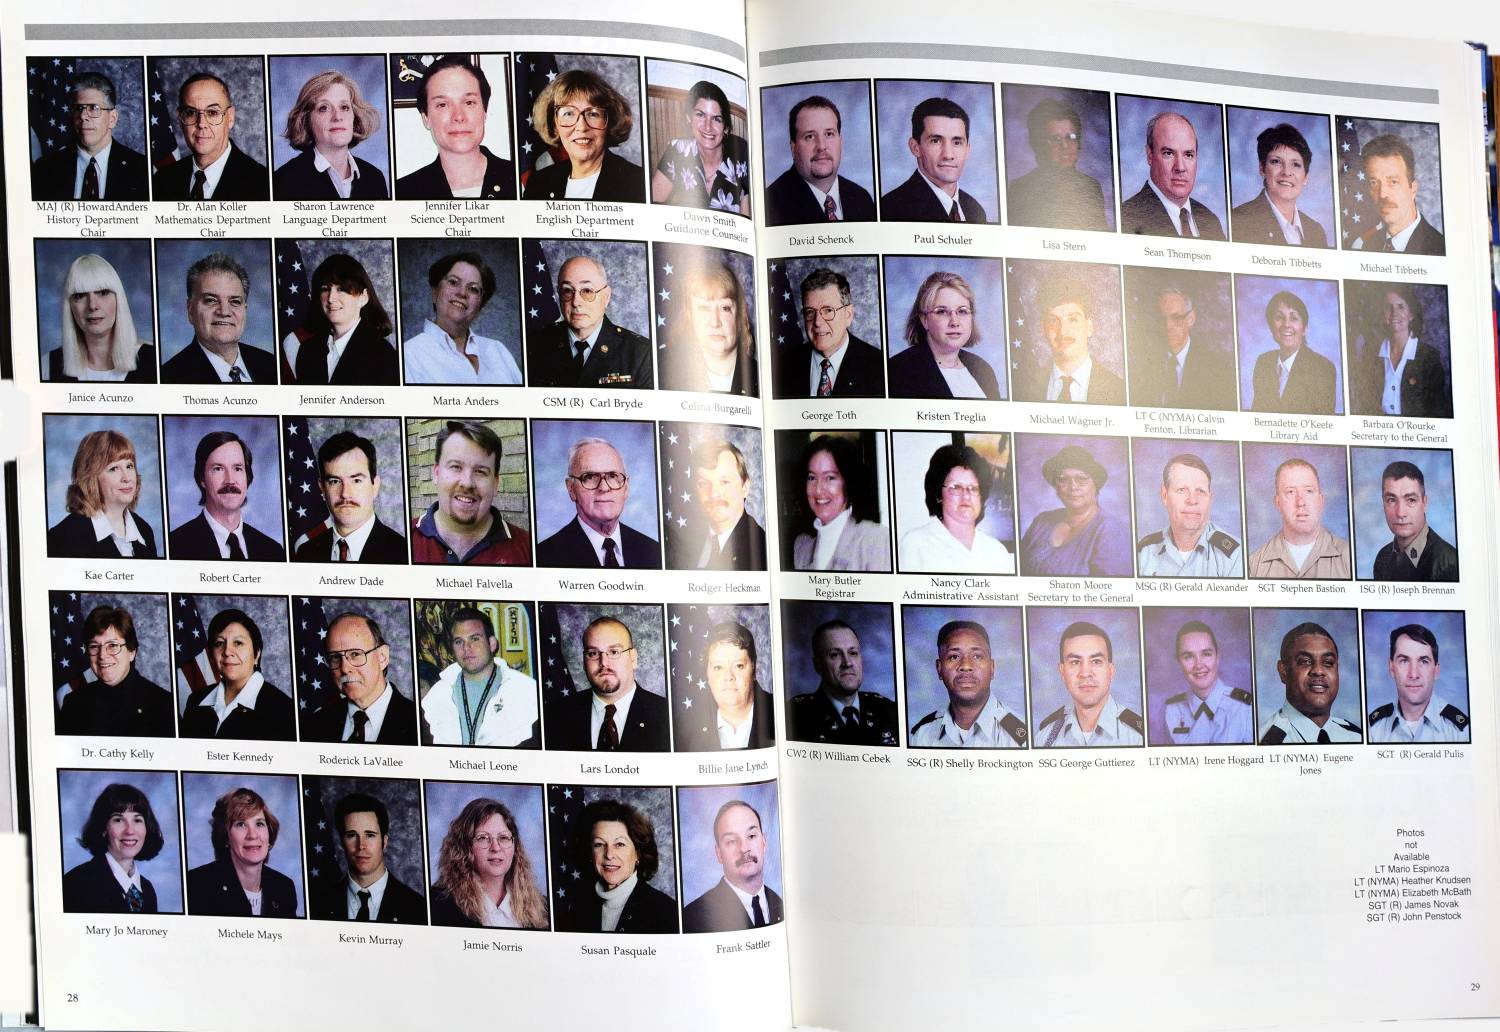 MAJ (R) HowardAnders
History Department
Chair
Dr. Alan Koller
Mathematics Department
Chair
Sharon Lawrence
Language Department
Chair
Jennifer Likar
Science Department
Chair
Marion Thomas
English Department
Chair
Dawn Smith
Guidance Counselor
Janice Acunzo
Thomas Acunzo
Jennifer Anderson
Marta Anders
CSM (R) Carl Bryde
Celina Burgarelli
Kae Carter
Robert Carter
Andrew Dade
Michael Falvella
Warren Goodwin
Rodger Heckman
Dr. Cathy Kelly
Ester Kennedy
Roderick LaVallee
Michael Leone
Lars Londot
Billie Jane Lynch
Mary Jo Maroney
Michele Mays
Kevin Murray
Jamie Norris
Susan Pasquale
Frank Sattler
28
David Schenck
Paul Schuler
Lisa Stern
Sean Thompson
Deborah Tibbetts
Michael Tibbetts
George Toth
Kristen Treglia
Michael Wagner Jr.
LT C (NYMA) Calvin
Fenton, Librarian
Bernadette O'Keefe
Library Aid
Barbara O'Rourke
Secretary to the General
Mary Butler
Registrar
Nancy Clark
Administrative Assistant
Sharon Moore
Secretary to the General
MSG (R) Gerald Alexander
SGT Stephen Bastion
1SG (R) Joseph Brennan
CW2 (R) William Cebek
SSG (R) Shelly Brockington
SSG George Guttierez
LT (NYMA) Irene Hoggard
LT (NYMA) Eugene
Jones
SGT (R) Gerald Pulis
Photos
not
Available
LT Mario Espinoza
LT (NYMA) Heather Knudsen
LT (NYMA) Elizabeth McBath
SGT (R) James Novak
SGT (R) John Penstock
29